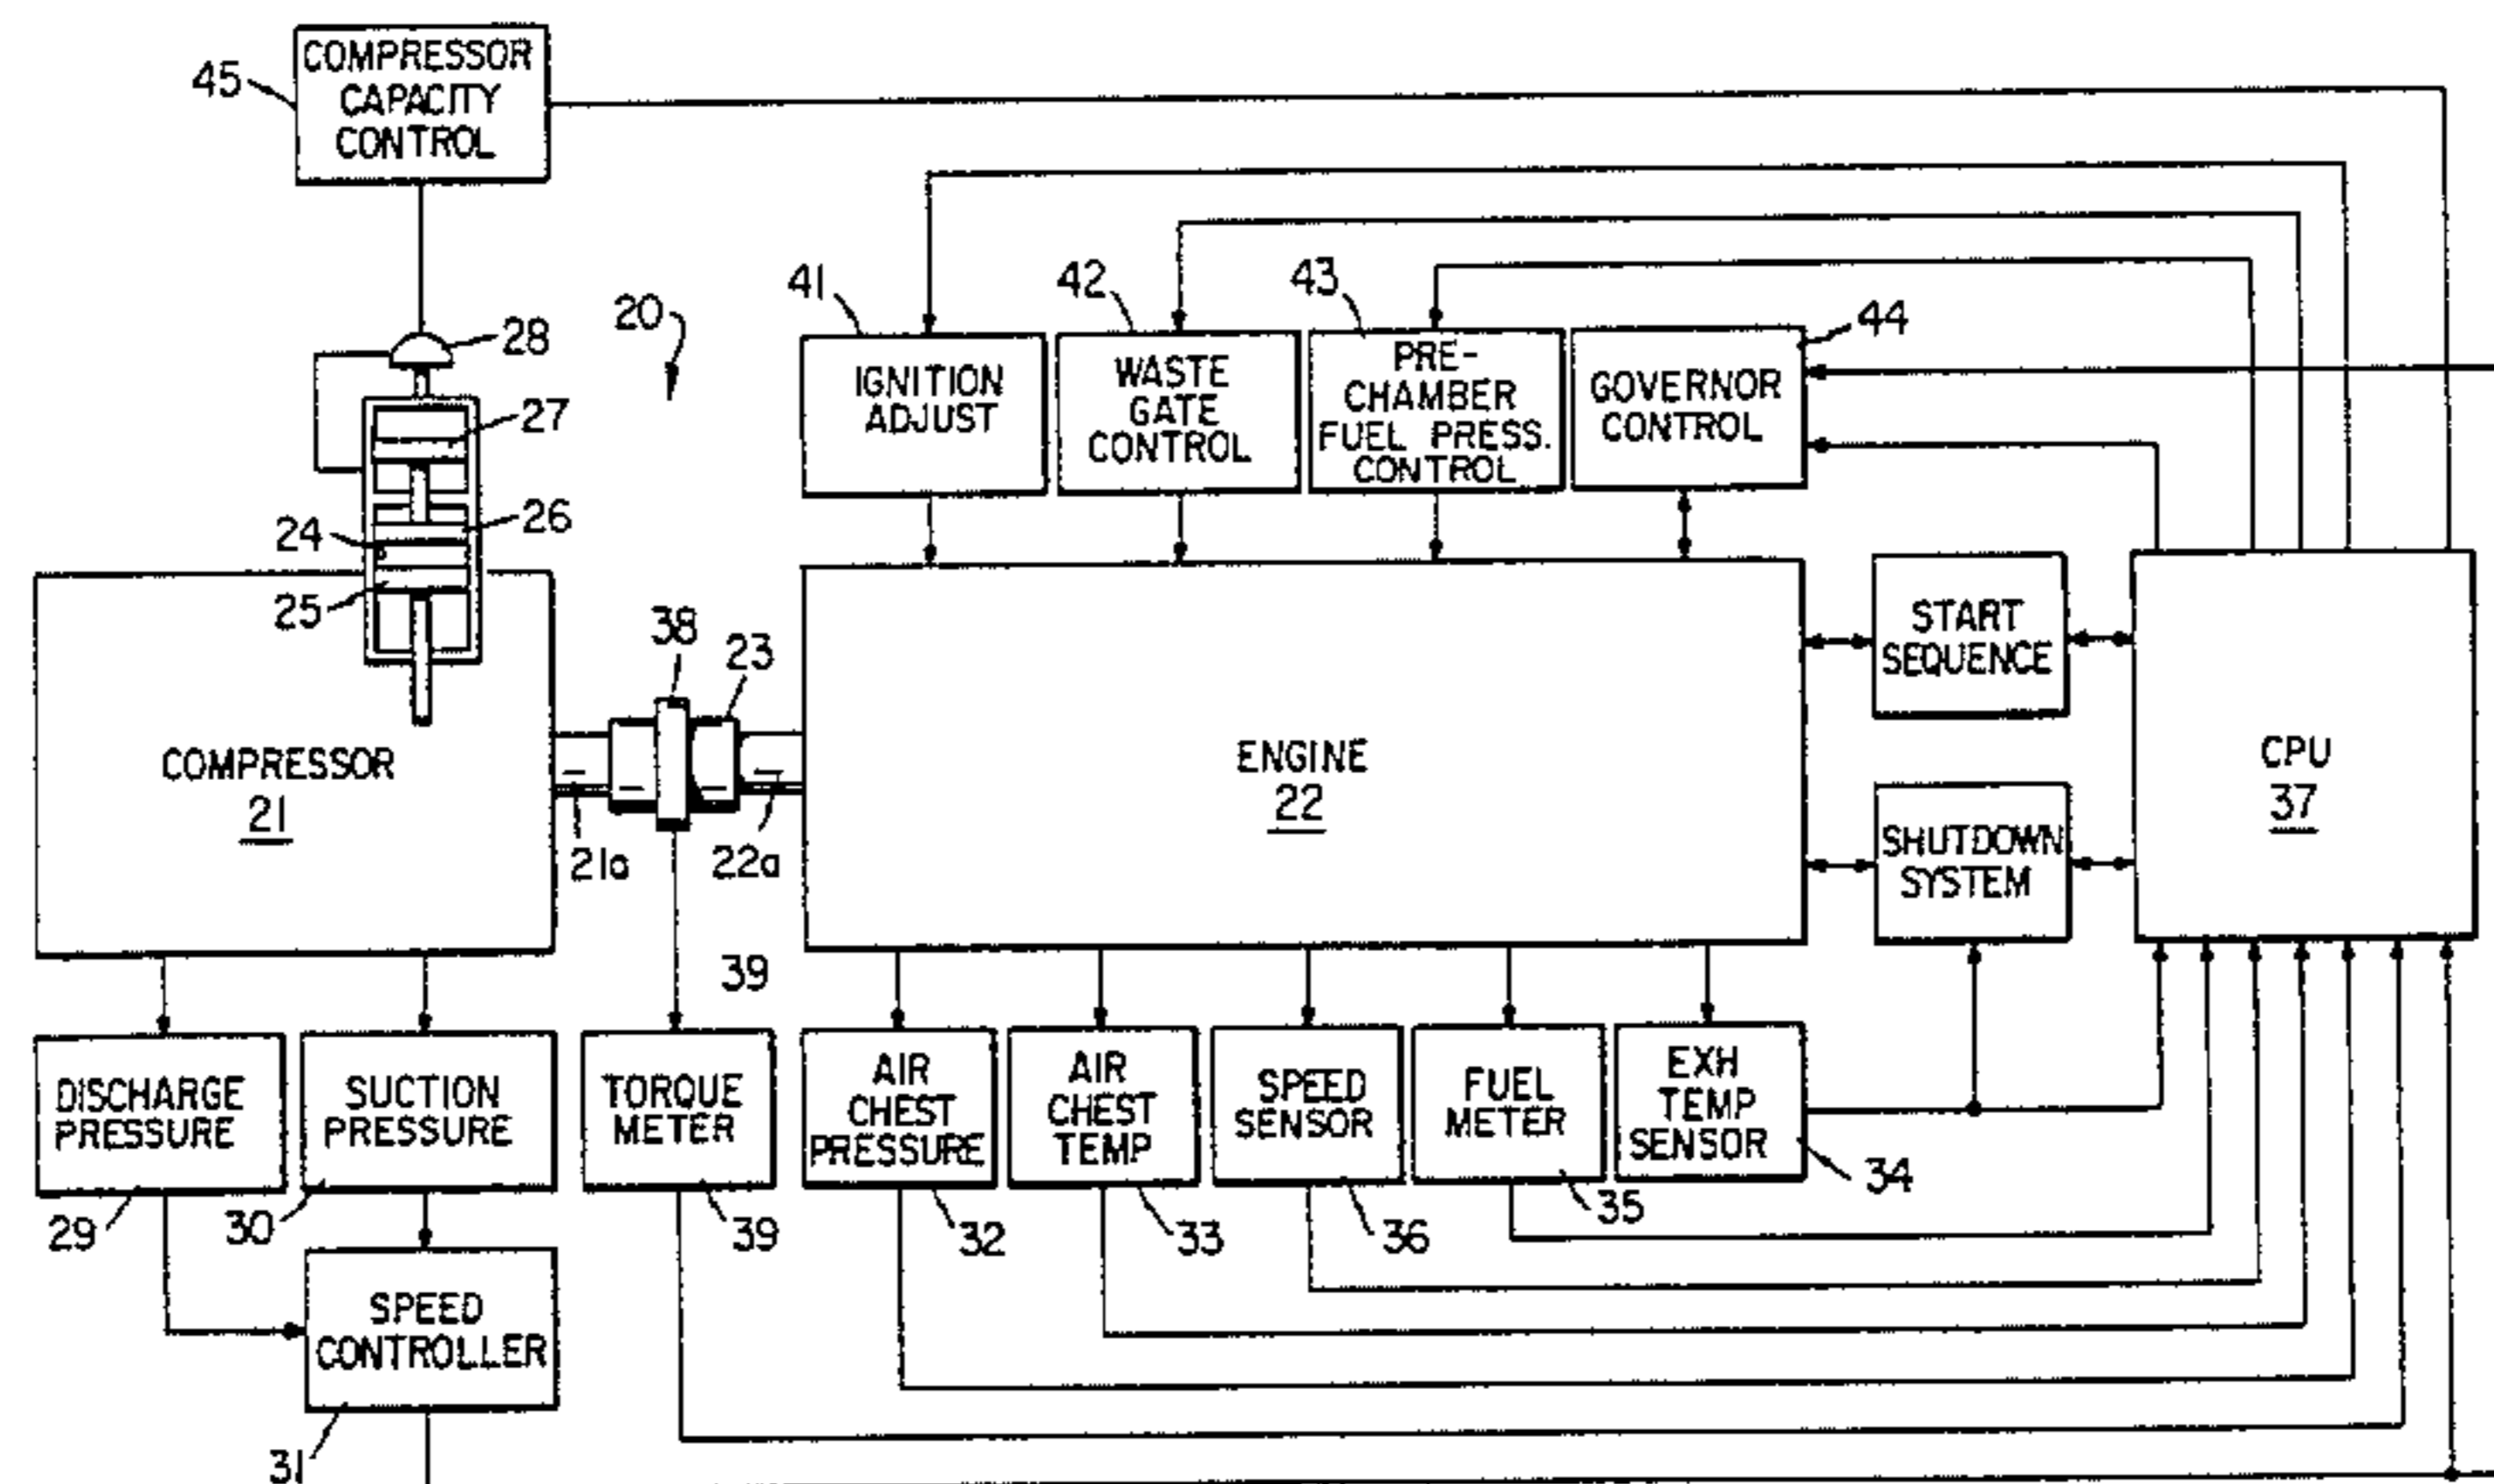 COMPRESSOR
CAPACITY
CONTROL
45
28
27
26
24
25
20
41
42
43
44
IGNITION
ADJUST
WASTE
GATE
CONTROL
PRE-
CHAMBER
FUEL PRESS.
CONTROL
GOVERNOR
CONTROL
COMPRESSOR
21
38
23
21a
22a
ENGINE
22
START
SEQUENCE
SHUTDOWN
SYSTEM
CPU
37
39
DISCHARGE
PRESSURE
29
SUCTION
PRESSURE
30
TORQUE
METER
39
AIR
CHEST
PRESSURE
32
AIR
CHEST
TEMP
33
SPEED
SENSOR
36
FUEL
METER
35
EXH
TEMP
SENSOR
34
SPEED
CONTROLLER
31